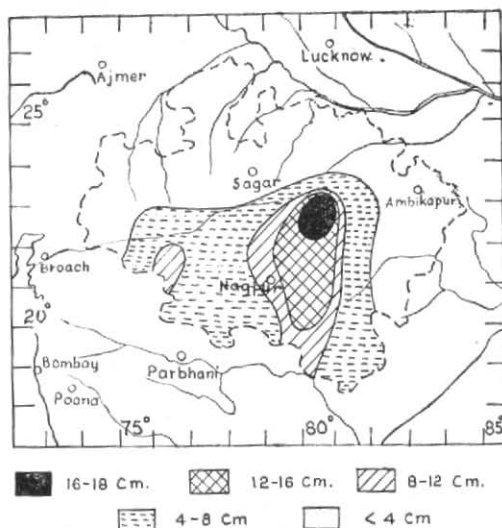 Lucknow
Ajmer
25°
Sagar
Ambikapur
Broach
Nagpur
20°
Bombay
Parbhani
Poona
75° 80° 85
16-18 Cm. 12-16 Cm. 8-12 Cm.
4-8 Cm < 4 Cm